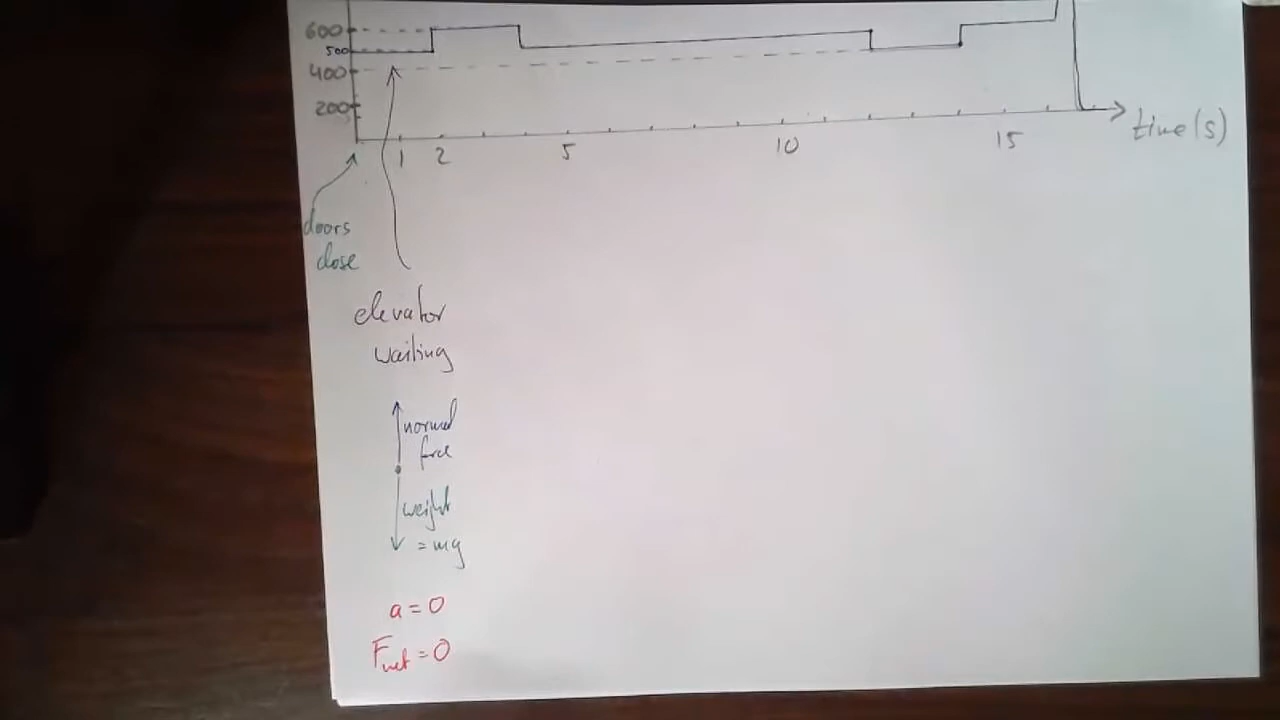 600
500
400
200
time(s)
1 2 5 10 15
doors
close
elevator
waiting
normal
force
weight
= mg
a = 0
Fnet = 0